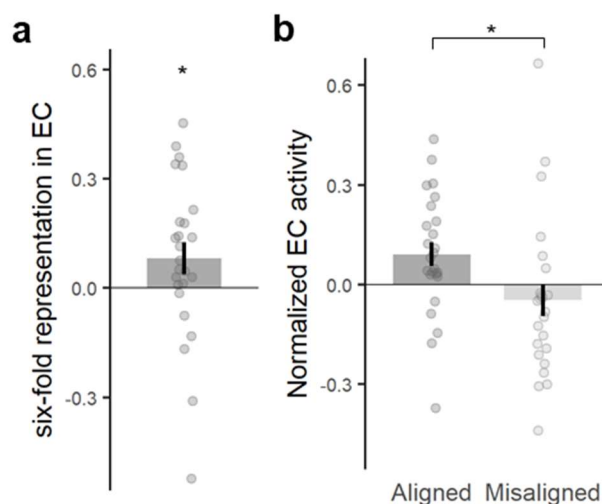 a
six-fold representation in EC
0.6
0.3
0.0
-0.3
*
b
Normalized EC activity
0.6
0.3
0.0
-0.3
*
Aligned Misaligned